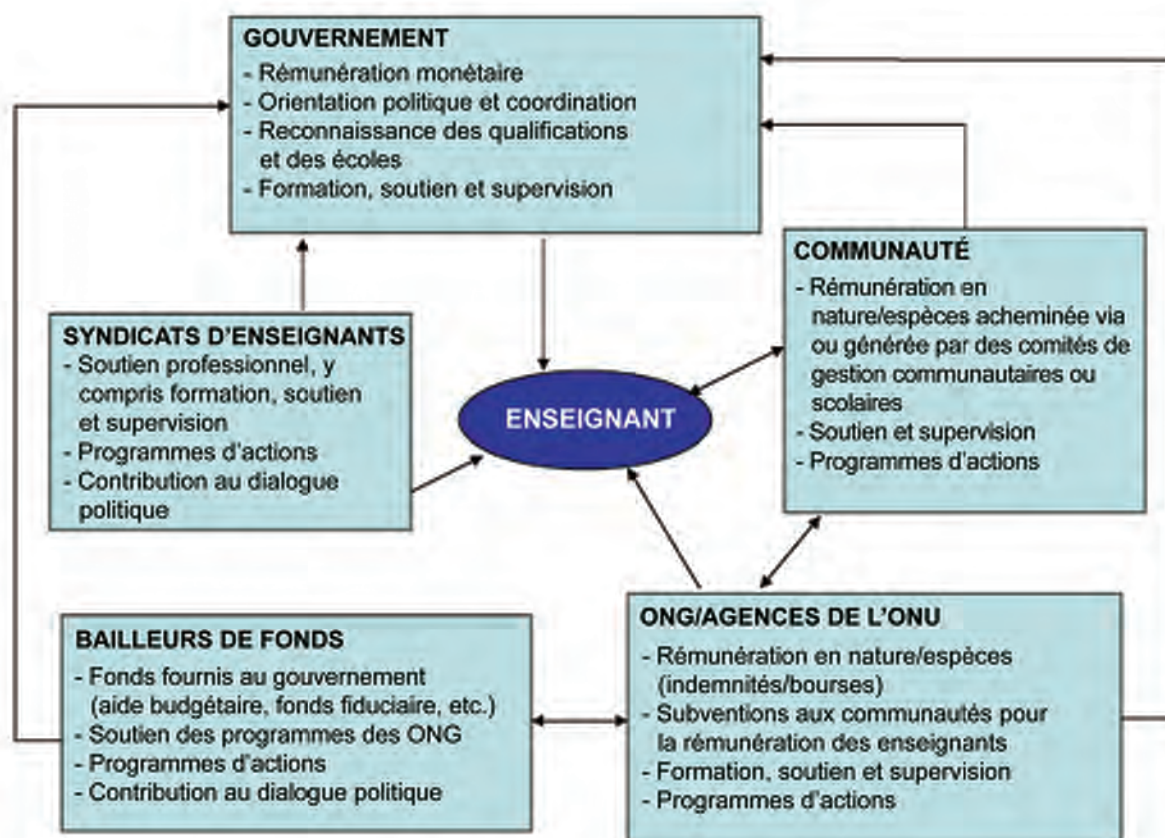 GOUVERNEMENT
- Rémunération monétaire
- Orientation politique et coordination
- Reconnaissance des qualifications
et des écoles
- Formation, soutien et supervision
COMMUNAUTÉ
- Rémunération en
nature/espèces acheminée via
ou générée par des comités de
gestion communautaires ou
scolaires
- Soutien et supervision
- Programmes d'actions
SYNDICATS D'ENSEIGNANTS
- Soutien professionnel, y
compris formation, soutien
et supervision
- Programmes d'actions
- Contribution au dialogue
politique
ENSEIGNANT
BAILLEURS DE FONDS
- Fonds fournis au gouvernement
(aide budgétaire, fonds fiduciaire, etc.)
- Soutien des programmes des ONG
- Programmes d'actions
- Contribution au dialogue politique
ONG/AGENCES DE L'ONU
- Rémunération en nature/espèces
(indemnités/bourses)
- Subventions aux communautés pour
la rémunération des enseignants
- Formation, soutien et supervision
- Programmes d'actions